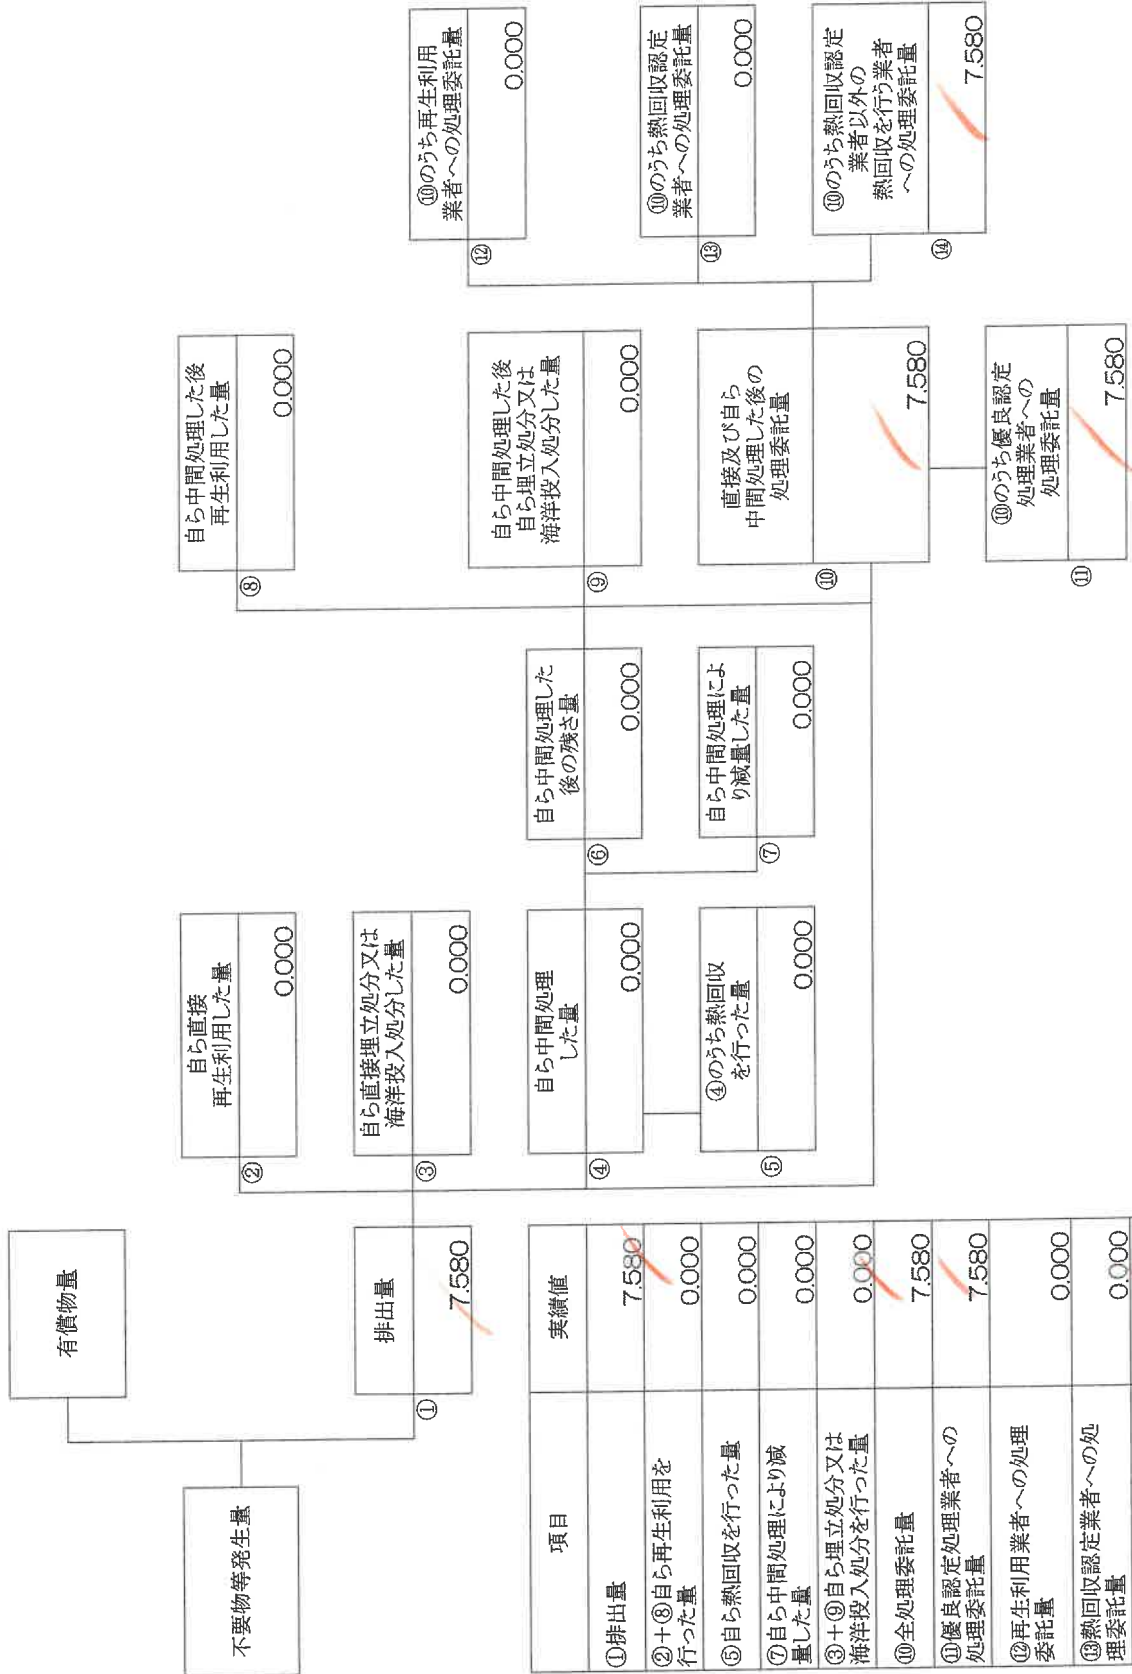 不要物等発生量
有償物量
①
排出量
7.580
②
自ら直接
再生利用した量
0.000
③
自ら直接埋立処分又は
海洋投入処分した量
0.000
④
自ら中間処理
した量
0.000
⑤
④のうち熱回収
を行った量
0.000
⑥
自ら中間処理した
後の残さ量
0.000
⑦
自ら中間処理によ
り減量した量
0.000
⑧
自ら中間処理した後
再生利用した量
0.000
⑨
自ら中間処理した後
自ら埋立処分又は
海洋投入処分した量
0.000
⑩
直接及び自ら
中間処理した後の
処理委託量
7.580
⑪
⑩のうち優良認定
処理業者への
処理委託量
7.580
⑫
⑩のうち再生利用
業者への処理委託量
0.000
⑬
⑩のうち熱回収認定
業者への処理委託量
0.000
⑭
⑩のうち熱回収認定
業者以外の
熱回収を行う業者
への処理委託量
7.580
項目 実績値
①排出量 7.580
②+⑧自ら再生利用を
行った量 0.000
⑤自ら熱回収を行った量 0.000
⑦自ら中間処理により減
量した量 0.000
③+⑨自ら埋立処分又は
海洋投入処分を行った量 0.000
⑩全処理委託量 7.580
⑪優良認定処理業者への
処理委託量 7.580
⑫再生利用業者への処理
委託量 0.000
⑬熱回収認定業者への処
理委託量 0.000